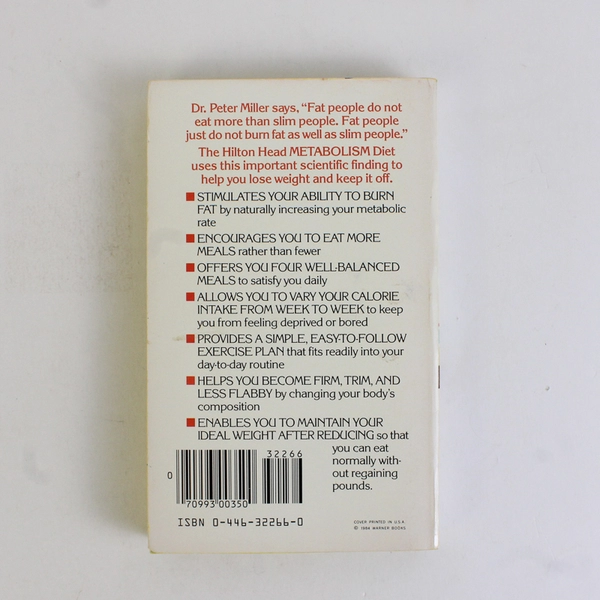 Dr. Peter Miller says, "Fat people do not
eat more than slim people. Fat people
just do not burn fat as well as slim people."
The Hilton Head METABOLISM Diet
uses this important scientific finding to
help you lose weight and keep it off.
STIMULATES YOUR ABILITY TO BURN
FAT by naturally increasing your metabolic
rate
ENCOURAGES YOU TO EAT MORE
MEALS rather than fewer
OFFERS YOU FOUR WELL-BALANCED
MEALS to satisfy you daily
ALLOWS YOU TO VARY YOUR CALORIE
INTAKE FROM WEEK TO WEEK to keep
you from feeling deprived or bored
PROVIDES A SIMPLE, EASY-TO-FOLLOW
EXERCISE PLAN that fits readily into your
day-to-day routine
HELPS YOU BECOME FIRM, TRIM, AND
LESS FLABBY by changing your body's
composition
ENABLES YOU TO MAINTAIN YOUR
IDEAL WEIGHT AFTER REDUCING so that
you can eat
normally with-
out regaining
pounds.
32266
0
70993 00350
ISBN 0-446-32266-0
COVER PRINTED IN U.S.A.
© 1984 WARNER BOOKS